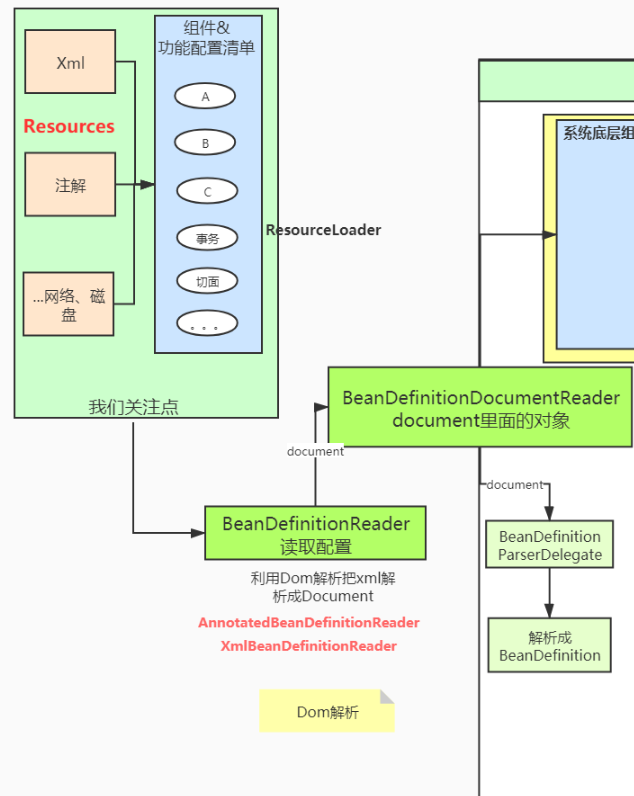 组件&
功能配置清单
Xml
A
Resources
B
注解
C
ResourceLoader
事务
切面
...网络、磁
盘
。。。
我们关注点
系统底层组
BeanDefinitionDocumentReader
document里面的对象
document
document
BeanDefinitionReader
读取配置
利用Dom解析把xml解
析成Document
AnnotatedBeanDefinitionReader
XmlBeanDefinitionReader
Dom解析
BeanDefinition
ParserDelegate
解析成
BeanDefinition